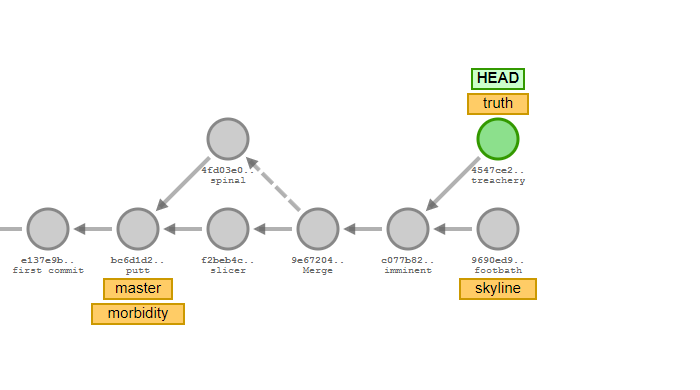 HEAD
truth
4fd03e0..
spinal
4547ce2..
treachery
e137e9b..
first commit
bc6d1d2..
putt
master
morbidity
f2beb4c..
slicer
9e67204..
Merge
c077b82..
imminent
9690ed9..
footbath
skyline